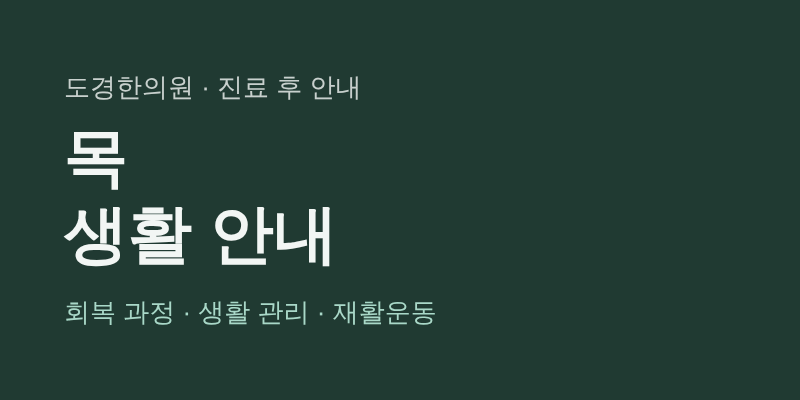 도경한의원 · 진료 후 안내
목
생활 안내
회복 과정 · 생활 관리 · 재활운동